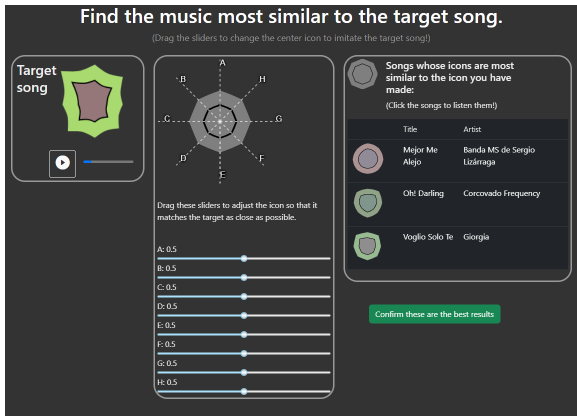 Find the music most similar to the target song.
(Drag the sliders to change the center icon to imitate the target song!)
Target
song
A
B
H
C
G
D
F
E
Drag these sliders to adjust the icon so that it
matches the target as close as possible.
A: 0.5
B: 0.5
C: 0.5
D: 0.5
E: 0.5
F: 0.5
G: 0.5
H: 0.5
Songs whose icons are most
similar to the icon you have
made:
(Click the songs to listen them!)
Title Artist
Mejor Me Banda MS de Sergio
Alejo Lizárraga
Oh! Darling Corcovado Frequency
Voglio Solo Te Giorgia
Confirm these are the best results